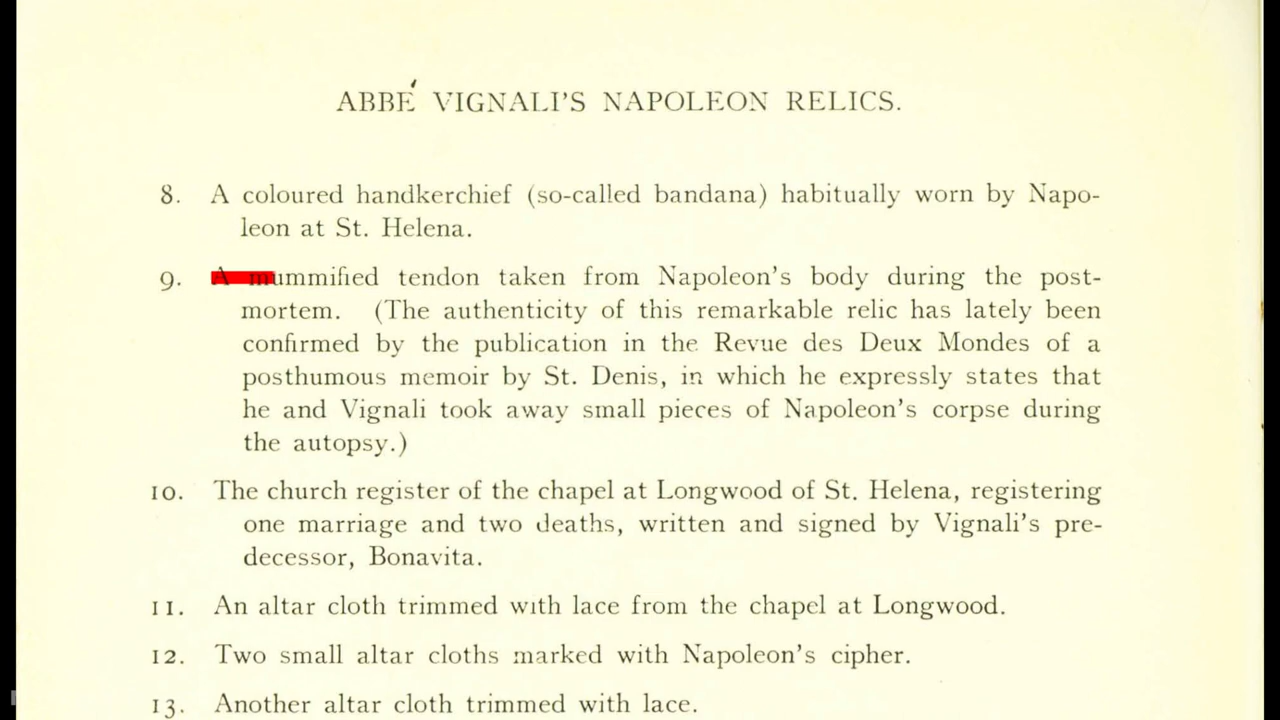 ABBÉ VIGNALI'S NAPOLEON RELICS.
8. A coloured handkerchief (so-called bandana) habitually worn by Napo-
leon at St. Helena.
9. A mummified tendon taken from Napoleon's body during the post-
mortem. (The authenticity of this remarkable relic has lately been
confirmed by the publication in the Revue des Deux Mondes of a
posthumous memoir by St. Denis, in which he expressly states that
he and Vignali took away small pieces of Napoleon's corpse during
the autopsy.)
10. The church register of the chapel at Longwood of St. Helena, registering
one marriage and two deaths, written and signed by Vignali's pre-
decessor, Bonavita.
11. An altar cloth trimmed with lace from the chapel at Longwood.
12. Two small altar cloths marked with Napoleon's cipher.
13. Another altar cloth trimmed with lace.